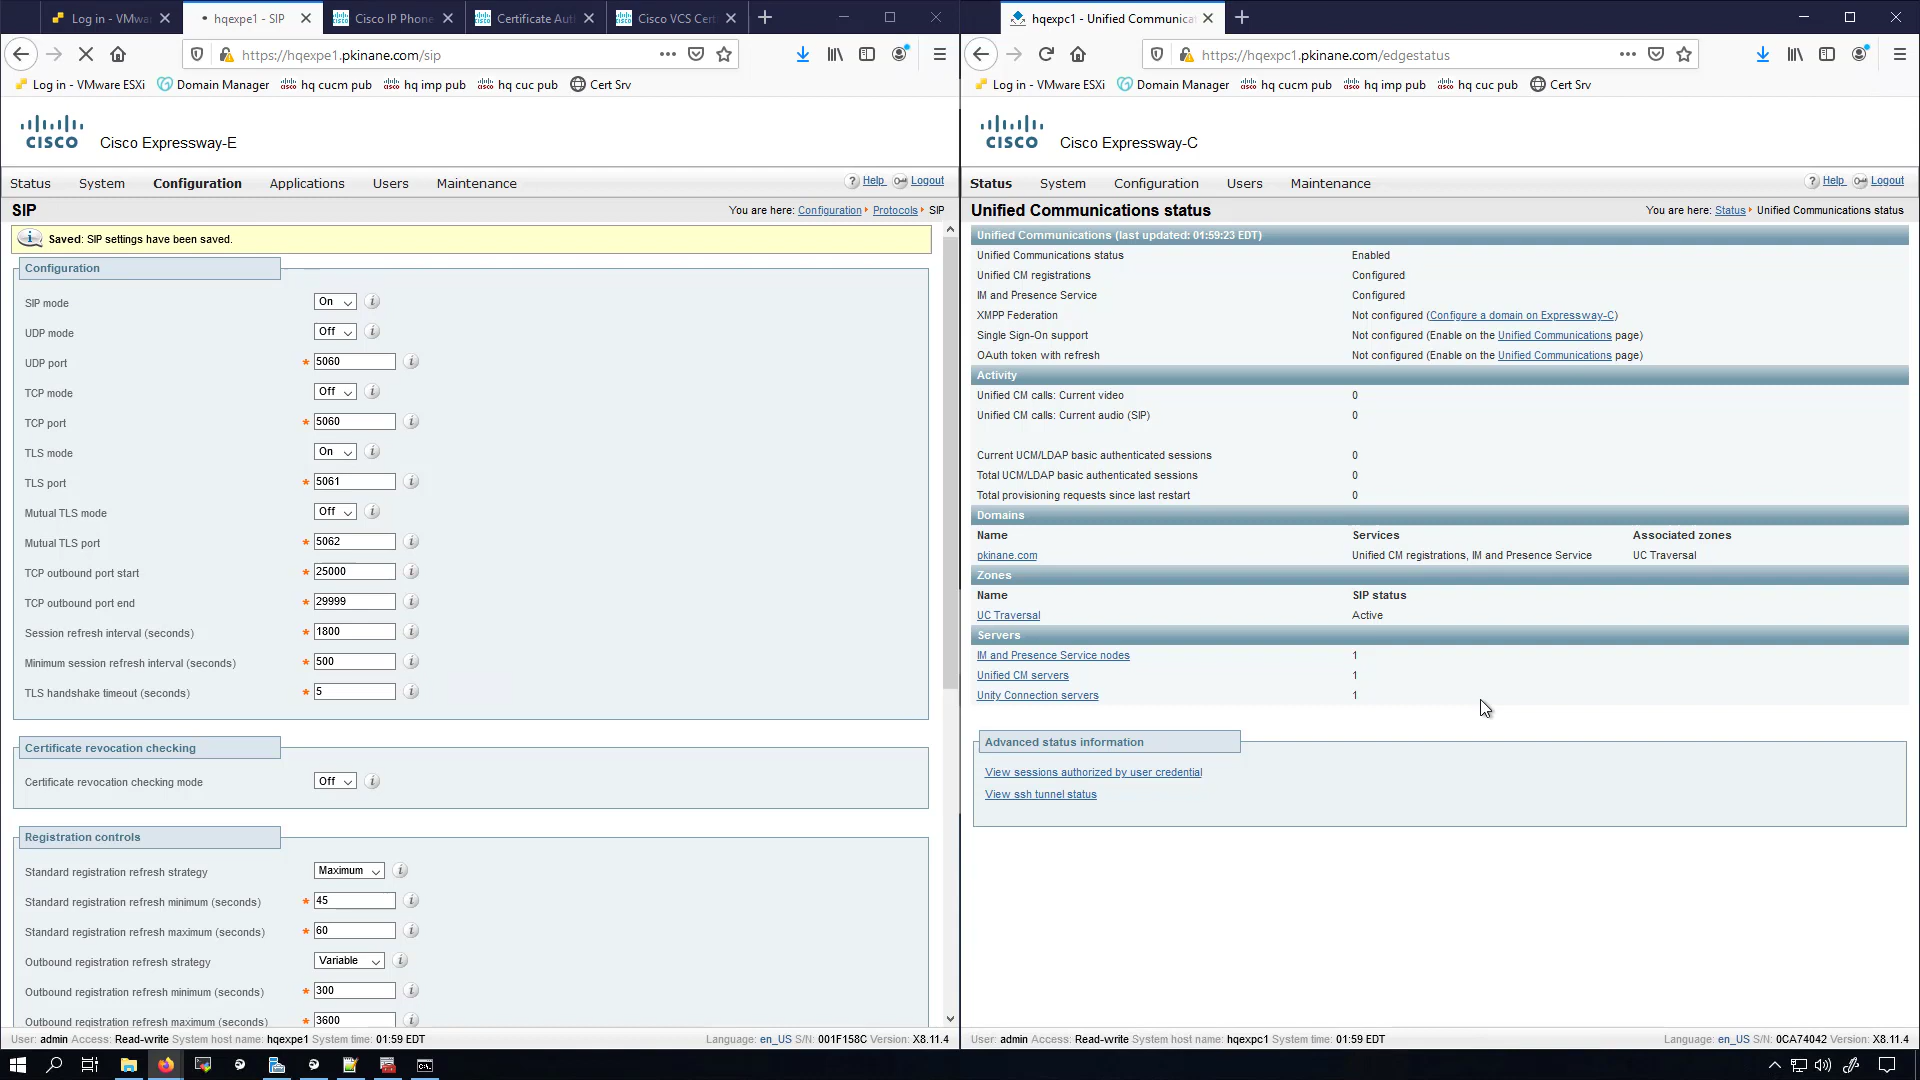 Log in - VMwa
hqexpe1 - SIP
Cisco IP Phone
Certificate Aut
Cisco VCS Cert
https://hqexpe1.pkinane.com/sip
Log in - VMware ESXi
Domain Manager
hq cucm pub
hq imp pub
hq cuc pub
Cert Srv
CISCO
Cisco Expressway-E
Status
System
Configuration
Applications
Users
Maintenance
Help
Logout
SIP
You are here: Configuration Protocols SIP
Saved: SIP settings have been saved.
Configuration
SIP mode On
UDP mode Off
UDP port * 5060
TCP mode Off
TCP port * 5060
TLS mode On
TLS port * 5061
Mutual TLS mode Off
Mutual TLS port * 5062
TCP outbound port start * 25000
TCP outbound port end * 29999
Session refresh interval (seconds) * 1800
Minimum session refresh interval (seconds) * 500
TLS handshake timeout (seconds) * 5
Certificate revocation checking
Certificate revocation checking mode Off
Registration controls
Standard registration refresh strategy Maximum
Standard registration refresh minimum (seconds) * 45
Standard registration refresh maximum (seconds) * 60
Outbound registration refresh strategy Variable
Outbound registration refresh minimum (seconds) * 300
Outbound registration refresh maximum (seconds) * 3600
User: admin Access: Read-write System host name: hqexpe1 System time: 01:59 EDT
Language: en_US S/N: 001F158C Version: X8.11.4
hqexpc1 - Unified Communica
https://hqexpc1.pkinane.com/edgestatus
Log in - VMware ESXi
Domain Manager
hq cucm pub
hq imp pub
hq cuc pub
Cert Srv
CISCO
Cisco Expressway-C
Status
System
Configuration
Users
Maintenance
Help
Logout
Unified Communications status
You are here: Status Unified Communications status
Unified Communications (last updated: 01:59:23 EDT)
Unified Communications status Enabled
Unified CM registrations Configured
IM and Presence Service Configured
XMPP Federation Not configured (Configure a domain on Expressway-C)
Single Sign-On support Not configured (Enable on the Unified Communications page)
OAuth token with refresh Not configured (Enable on the Unified Communications page)
Activity
Unified CM calls: Current video 0
Unified CM calls: Current audio (SIP) 0
Current UCM/LDAP basic authenticated sessions 0
Total UCM/LDAP basic authenticated sessions 0
Total provisioning requests since last restart 0
Domains
Name Services Associated zones
pkinane.com Unified CM registrations, IM and Presence Service UC Traversal
Zones
Name SIP status
UC Traversal Active
Servers
IM and Presence Service nodes 1
Unified CM servers 1
Unity Connection servers 1
Advanced status information
View sessions authorized by user credential
View ssh tunnel status
User: admin Access: Read-write System host name: hqexpc1 System time: 01:59 EDT
Language: en_US S/N: 0CA74042 Version: X8.11.4